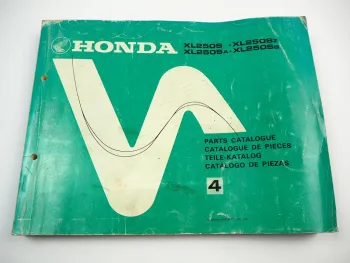 HONDA
XL250S · XL250SZ
XL250SA · XL250SB
PARTS CATALOGUE
CATALOGUE DE PIECES
TEILE-KATALOG
CATALOGO DE PIEZAS
4